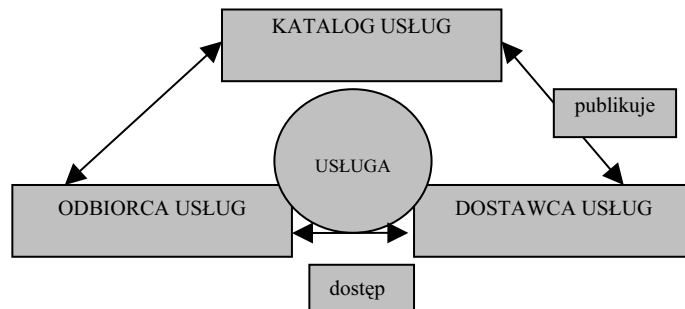 KATALOG USŁUG
publikuje
USŁUGA
ODBIORCA USŁUG
DOSTAWCA USŁUG
dostęp